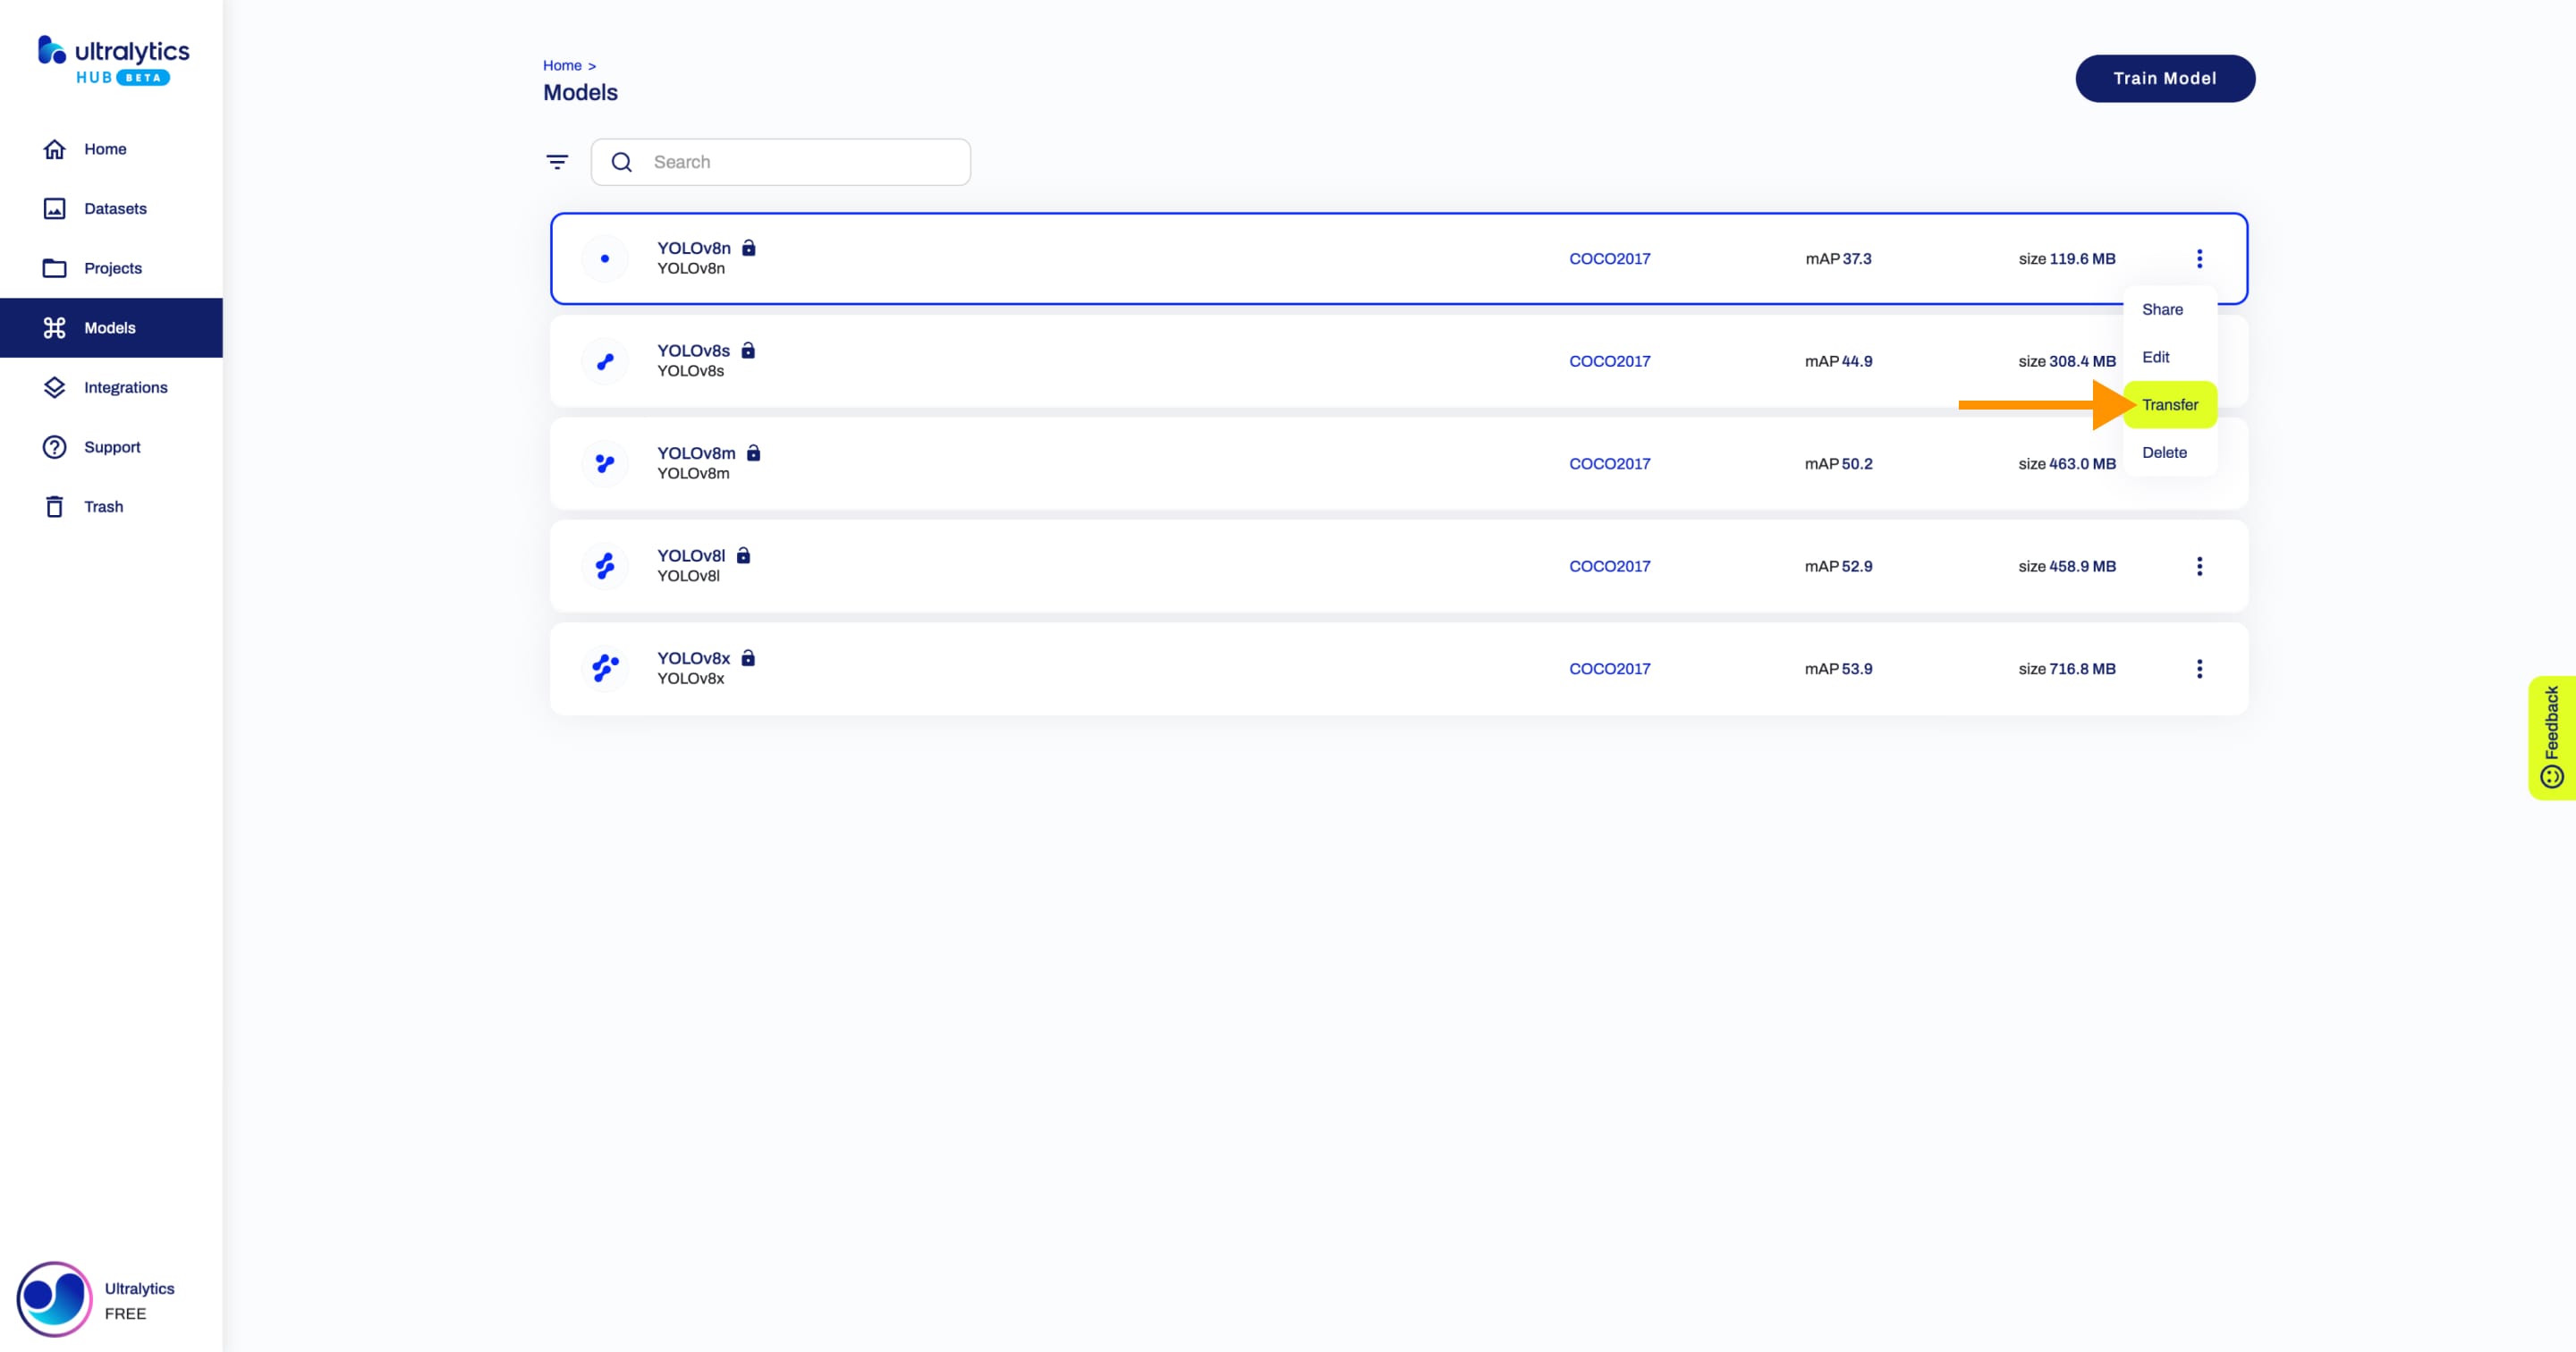 ultralytics
HUB BETA
Home
Datasets
Projects
Models
Integrations
Support
Trash
Ultralytics
FREE
Home >
Models
Train Model
Search
YOLOv8n
YOLOv8n
COCO2017
mAP 37.3
size 119.6 MB
Share
Edit
Transfer
Delete
YOLOv8s
YOLOv8s
COCO2017
mAP 44.9
size 308.4 MB
YOLOv8m
YOLOv8m
COCO2017
mAP 50.2
size 463.0 MB
YOLOv8l
YOLOv8l
COCO2017
mAP 52.9
size 458.9 MB
YOLOv8x
YOLOv8x
COCO2017
mAP 53.9
size 716.8 MB
Feedback